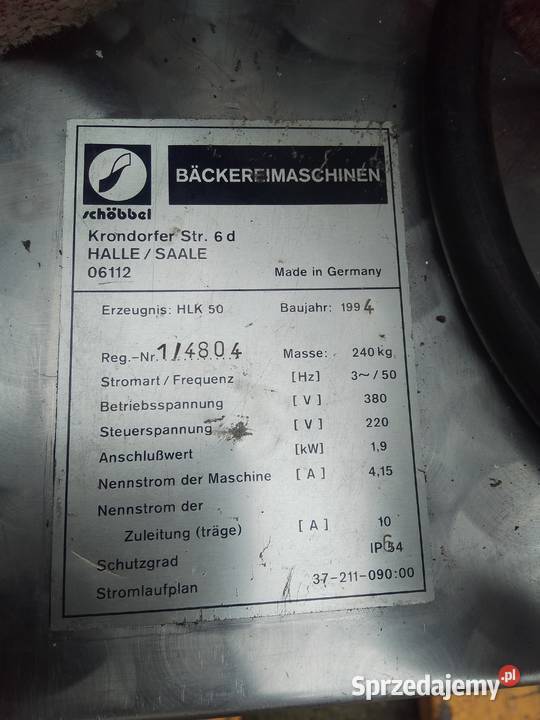 BÄCKEREIMASCHINEN
schöbbel
Krondorfer Str. 6 d
HALLE / SAALE
06112
Made in Germany
Erzeugnis: HLK 50 Baujahr: 1994
Reg.-Nr. 1/4804 Masse: 240 kg
Stromart / Frequenz [Hz] 3~ / 50
Betriebsspannung [V] 380
Steuerspannung [V] 220
Anschlußwert [kW] 1,9
Nennstrom der Maschine [A] 4,15
Nennstrom der
Zuleitung (träge) [A] 10
Schutzgrad IP 54
Stromlaufplan 37-211-090:00
Sprzedajemy.pl